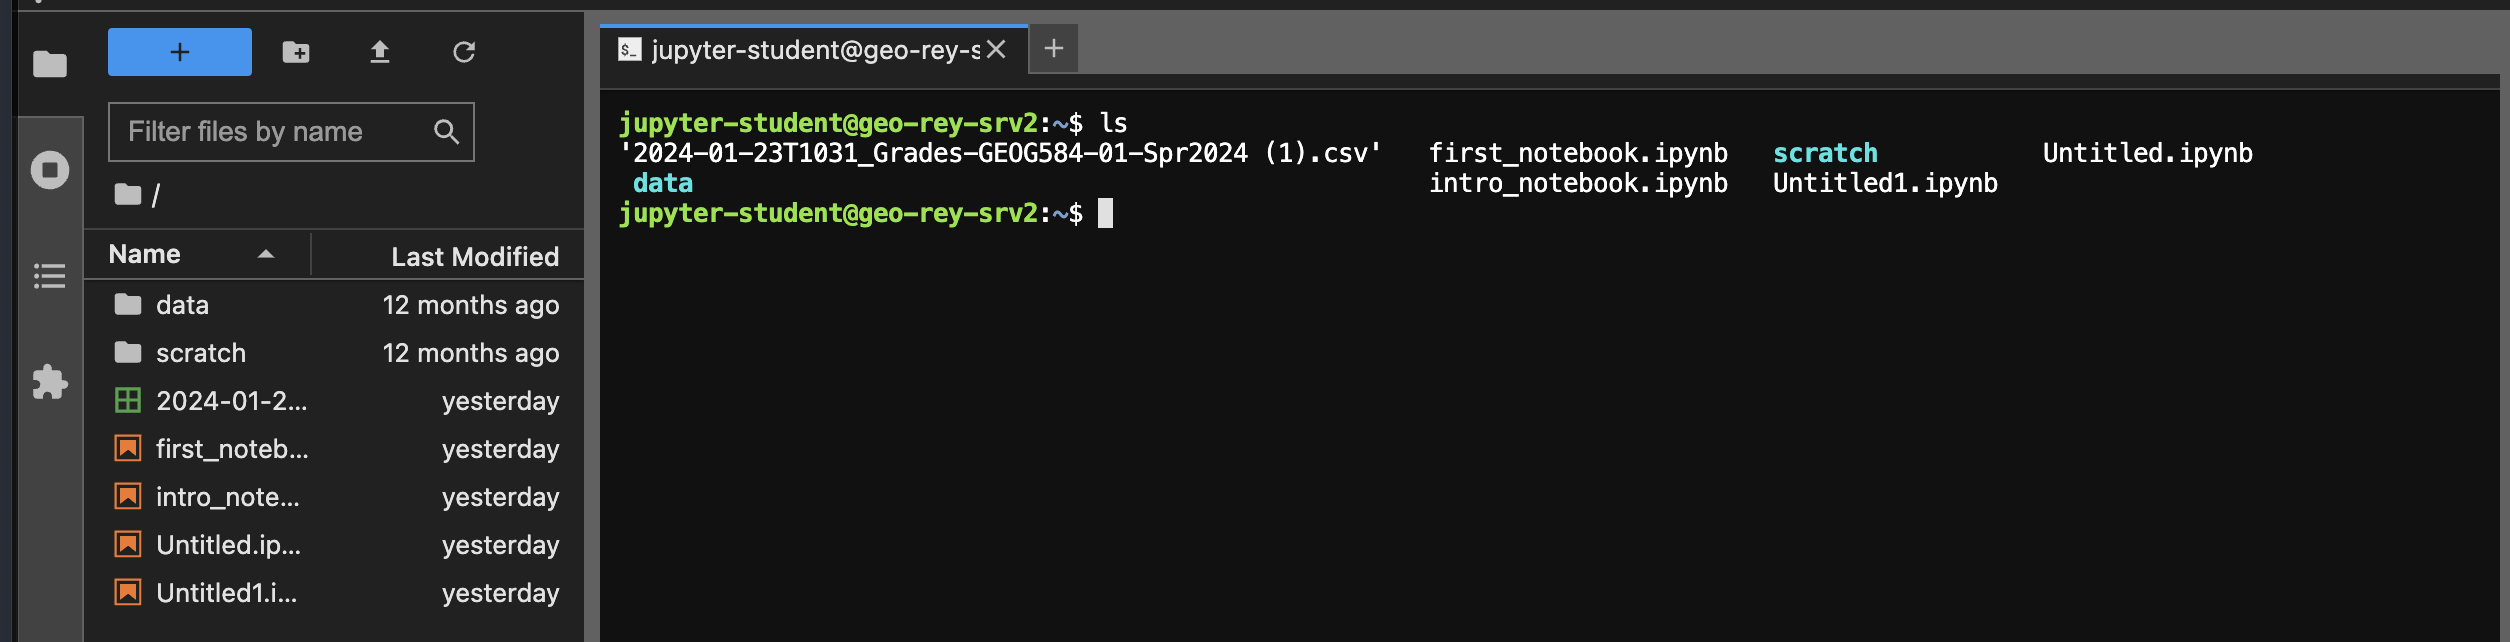 Filter files by name
/
Name Last Modified
data 12 months ago
scratch 12 months ago
2024-01-2... yesterday
first_noteb... yesterday
intro_note... yesterday
Untitled.ip... yesterday
Untitled1.i... yesterday
$_ jupyter-student@geo-rey-s
jupyter-student@geo-rey-srv2:~$ ls
'2024-01-23T1031_Grades-GEOG584-01-Spr2024 (1).csv' first_notebook.ipynb scratch Untitled.ipynb
data intro_notebook.ipynb Untitled1.ipynb
jupyter-student@geo-rey-srv2:~$